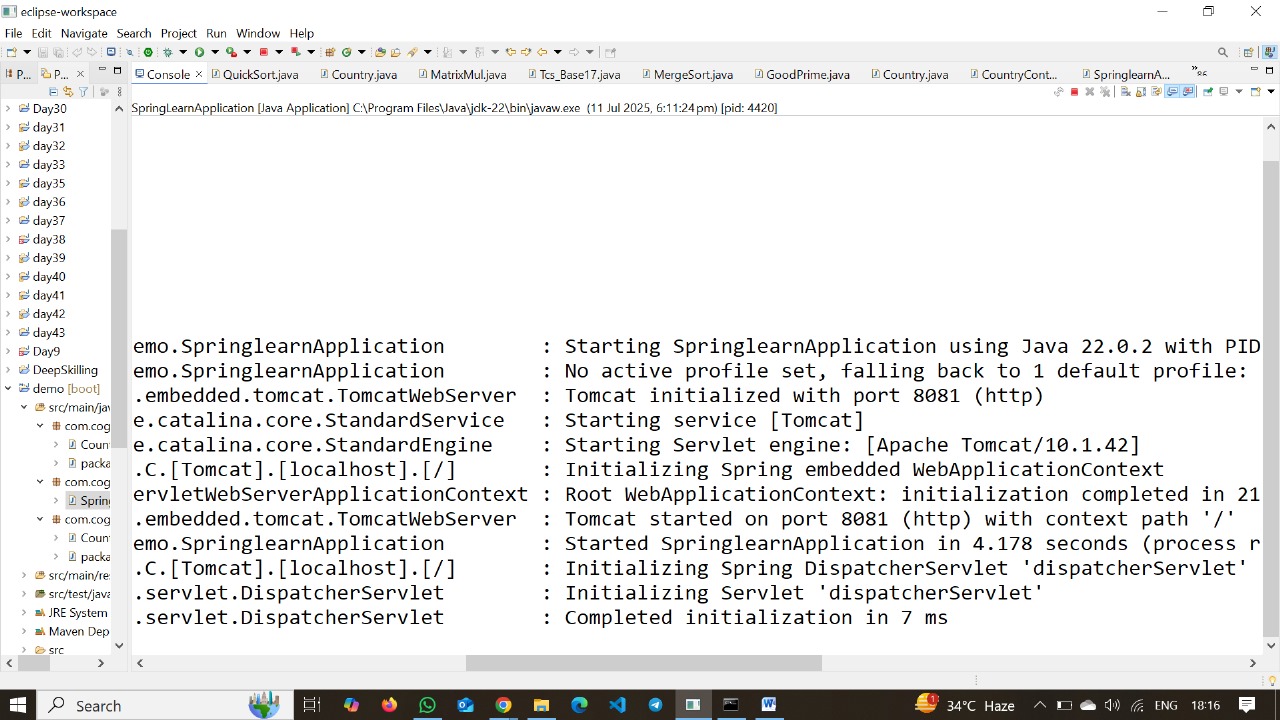 eclipse-workspace
File Edit Navigate Search Project Run Window Help
P... P... Console QuickSort.java Country.java MatrixMul.java Tcs_Base17.java MergeSort.java GoodPrime.java Country.java CountryCont... SpringlearnA...
SpringLearnApplication [Java Application] C:\Program Files\Java\jdk-22\bin\javaw.exe (11 Jul 2025, 6:11:24 pm) [pid: 4420]
Day30
day31
day32
day33
day35
day36
day37
day38
day39
day40
day41
day42
day43
Day9
DeepSkilling
demo [boot]
src/main/jav
com.cog
Coun
packa
com.cog
Spring
com.cog
Coun
packa
src/main/res
src/test/java
JRE System
Maven Dep
src
emo.SpringlearnApplication : Starting SpringlearnApplication using Java 22.0.2 with PID
emo.SpringlearnApplication : No active profile set, falling back to 1 default profile:
.embedded.tomcat.TomcatWebServer : Tomcat initialized with port 8081 (http)
e.catalina.core.StandardService : Starting service [Tomcat]
e.catalina.core.StandardEngine : Starting Servlet engine: [Apache Tomcat/10.1.42]
.C.[Tomcat].[localhost].[/] : Initializing Spring embedded WebApplicationContext
ervletWebServerApplicationContext : Root WebApplicationContext: initialization completed in 21
.embedded.tomcat.TomcatWebServer : Tomcat started on port 8081 (http) with context path '/'
emo.SpringlearnApplication : Started SpringlearnApplication in 4.178 seconds (process r
.C.[Tomcat].[localhost].[/] : Initializing Spring DispatcherServlet 'dispatcherServlet'
.servlet.DispatcherServlet : Initializing Servlet 'dispatcherServlet'
.servlet.DispatcherServlet : Completed initialization in 7 ms
Search 1 34°C Haze ENG 18:16